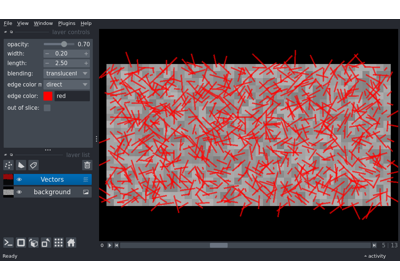 File View Window Plugins Help
layer controls
opacity: 0.70
width: 0.20
length: 2.50
blending: translucent
edge color m direct
edge color: red
out of slice:
layer list
Vectors
background
0 5 13
Ready activity